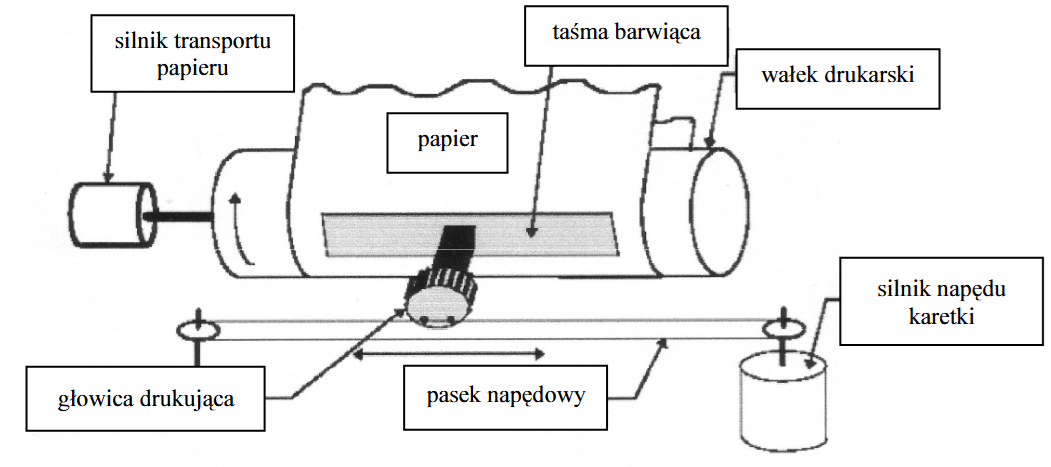 silnik transportu
papieru
taśma barwiąca
wałek drukarski
papier
silnik napędu
karetki
głowica drukująca
pasek napędowy